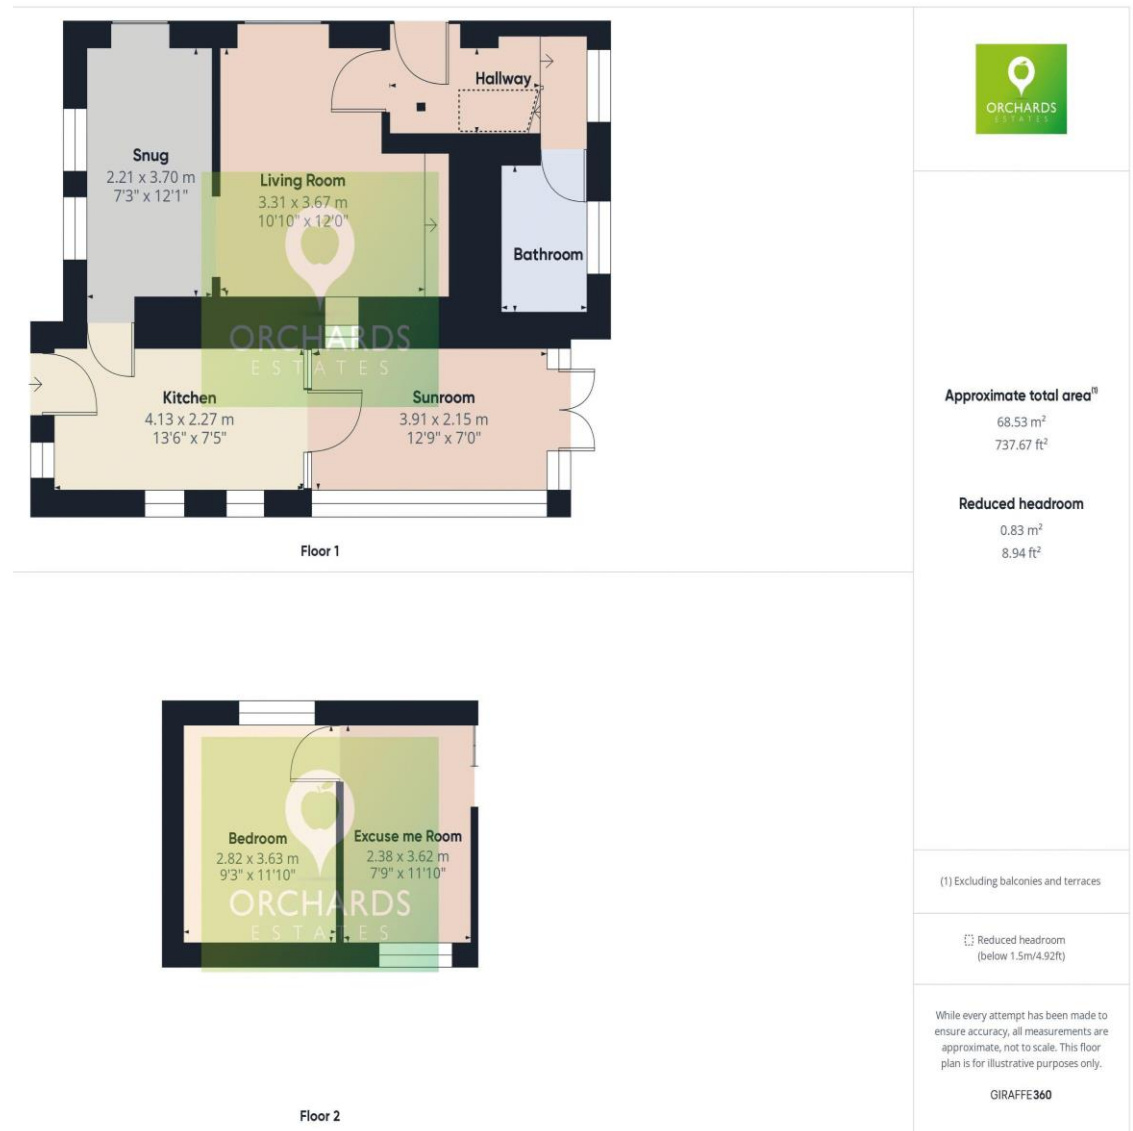 Hallway
Snug
2.21 x 3.70 m
7'3" x 12'1"
Living Room
3.31 x 3.67 m
10'10" x 12'0"
Bathroom
ORCHARDS
ESTATES
Kitchen
4.13 x 2.27 m
13'6" x 7'5"
Sunroom
3.91 x 2.15 m
12'9" x 7'0"
Floor 1
Bedroom
2.82 x 3.63 m
9'3" x 11'10"
Excuse me Room
2.38 x 3.62 m
7'9" x 11'10"
ORCHARDS
ESTATES
Floor 2
ORCHARDS
ESTATES
Approximate total area(1)
68.53 m²
737.67 ft²
Reduced headroom
0.83 m²
8.94 ft²
(1) Excluding balconies and terraces
Reduced headroom
(below 1.5m/4.92ft)
While every attempt has been made to
ensure accuracy, all measurements are
approximate, not to scale. This floor
plan is for illustrative purposes only.
GIRAFFE360